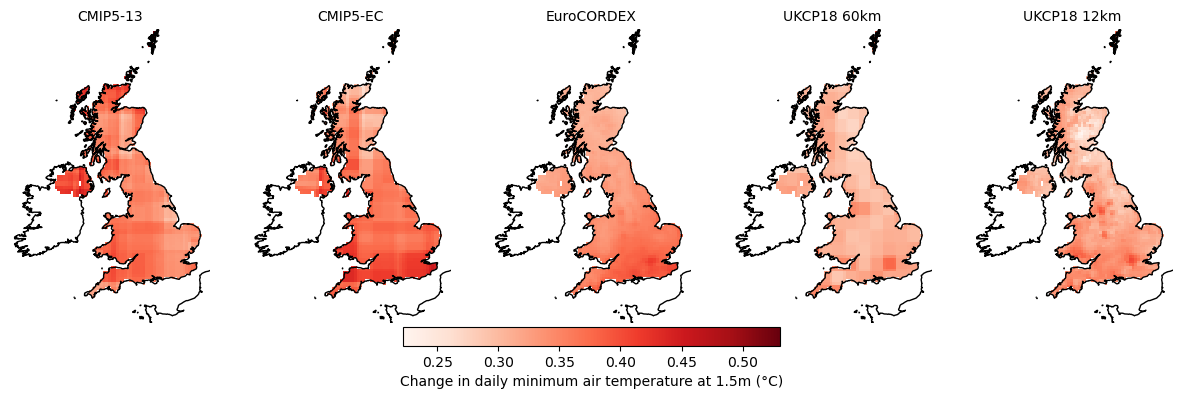 CMIP5-13
CMIP5-EC
EuroCORDEX
UKCP18 60km
UKCP18 12km
0.25
0.30
0.35
0.40
0.45
0.50
Change in daily minimum air temperature at 1.5m (°C)